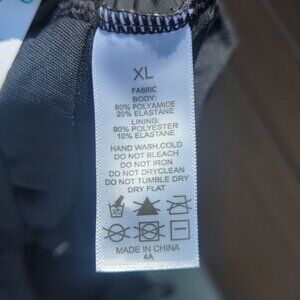 XL
FABRIC
BODY:
80% POLYAMIDE
20% ELASTANE
LINING:
90% POLYESTER
10% ELASTANE
HAND WASH.COLD
DO NOT BLEACH
DO NOT IRON
DO NOT DRYCLEAN
DO NOT TUMBLE DRY
DRY FLAT
MADE IN CHINA
4A